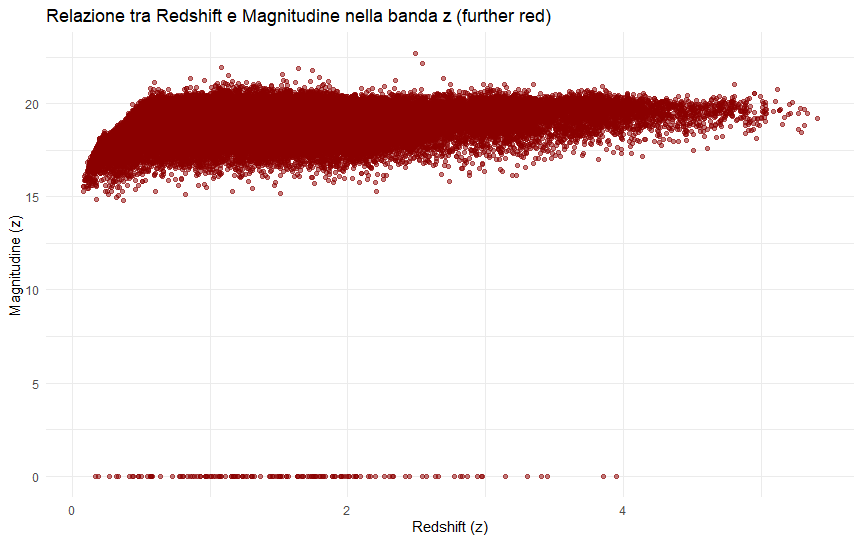 Relazione tra Redshift e Magnitudine nella banda z (further red)
Magnitudine (z)
20
15
10
5
0
0
2
4
Redshift (z)